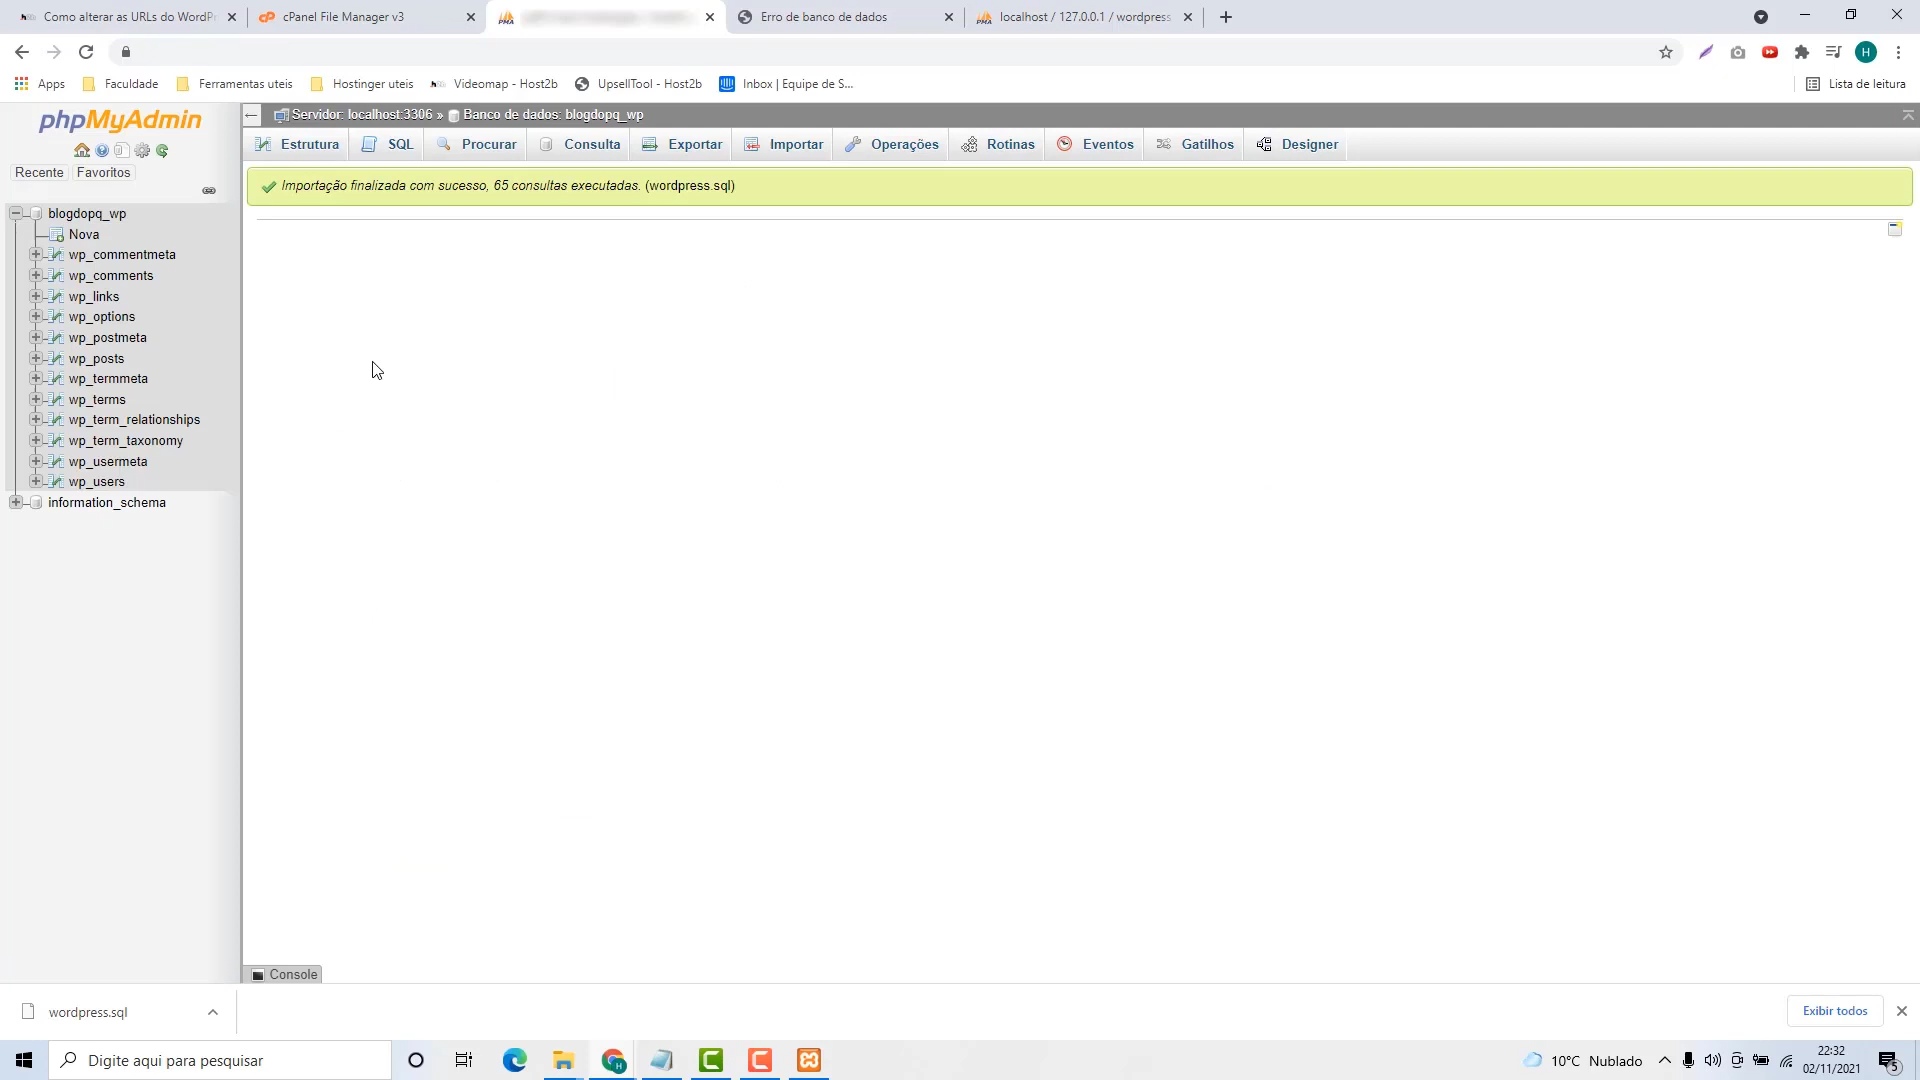 Como alterar as URLs do WordPr
cPanel File Manager v3
Erro de banco de dados
localhost / 127.0.0.1 / wordpress
H
Apps
Faculdade
Ferramentas uteis
Hostinger uteis
Videomap - Host2b
UpsellTool - Host2b
Inbox | Equipe de S...
Lista de leitura
phpMyAdmin
Recente
Favoritos
blogdopq_wp
Nova
wp_commentmeta
wp_comments
wp_links
wp_options
wp_postmeta
wp_posts
wp_termmeta
wp_terms
wp_term_relationships
wp_term_taxonomy
wp_usermeta
wp_users
information_schema
Servidor: localhost:3306 » Banco de dados: blogdopq_wp
Estrutura
SQL
Procurar
Consulta
Exportar
Importar
Operações
Rotinas
Eventos
Gatilhos
Designer
Importação finalizada com sucesso, 65 consultas executadas. (wordpress.sql)
Console
wordpress.sql
Exibir todos
Digite aqui para pesquisar
10°C Nublado
22:32
02/11/2021
5